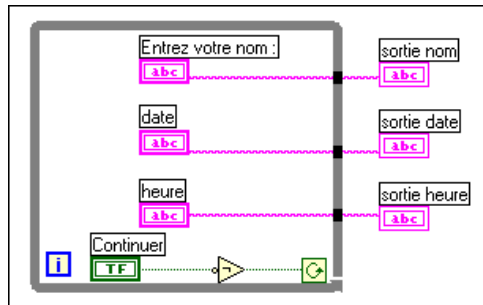 Entrez votre nom :
abc
sortie nom
abc
date
abc
sortie date
abc
heure
abc
sortie heure
abc
Continuer
i
TF